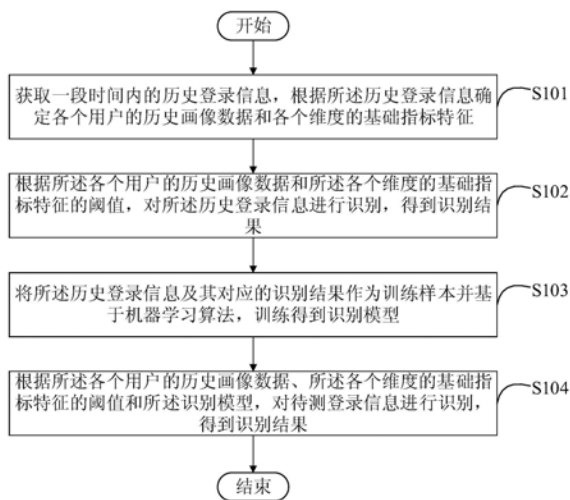 开始
获取一段时间内的历史登录信息，根据所述历史登录信息确
定各个用户的历史画像数据和各个维度的基础指标特征
S101
根据所述各个用户的历史画像数据和所述各个维度的基础指
标特征的阈值，对所述历史登录信息进行识别，得到识别结
果
S102
将所述历史登录信息及其对应的识别结果作为训练样本并基
于机器学习算法，训练得到识别模型
S103
根据所述各个用户的历史画像数据、所述各个维度的基础指
标特征的阈值和所述识别模型，对待测登录信息进行识别，
得到识别结果
S104
结束